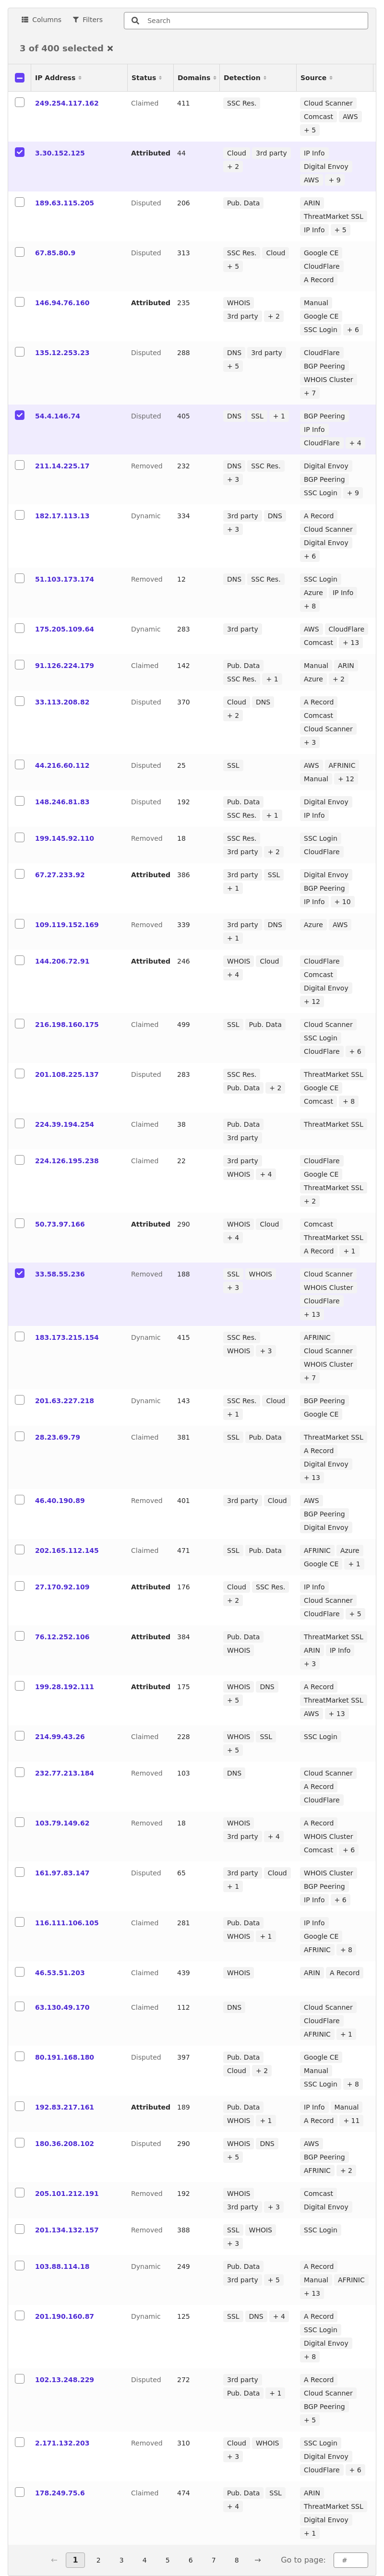 Columns Filters Search
3 of 400 selected ×
IP Address Status Domains Detection Source
249.254.117.162 Claimed 411 SSC Res. Cloud Scanner
Comcast AWS
+ 5
3.30.152.125 Attributed 44 Cloud 3rd party IP Info
+ 2 Digital Envoy
AWS + 9
189.63.115.205 Disputed 206 Pub. Data ARIN
ThreatMarket SSL
IP Info + 5
67.85.80.9 Disputed 313 SSC Res. Cloud Google CE
+ 5 CloudFlare
A Record
146.94.76.160 Attributed 235 WHOIS Manual
3rd party + 2 Google CE
SSC Login + 6
135.12.253.23 Disputed 288 DNS 3rd party CloudFlare
+ 5 BGP Peering
WHOIS Cluster
+ 7
54.4.146.74 Disputed 405 DNS SSL + 1 BGP Peering
IP Info
CloudFlare + 4
211.14.225.17 Removed 232 DNS SSC Res. Digital Envoy
+ 3 BGP Peering
SSC Login + 9
182.17.113.13 Dynamic 334 3rd party DNS A Record
+ 3 Cloud Scanner
Digital Envoy
+ 6
51.103.173.174 Removed 12 DNS SSC Res. SSC Login
Azure IP Info
+ 8
175.205.109.64 Dynamic 283 3rd party AWS CloudFlare
Comcast + 13
91.126.224.179 Claimed 142 Pub. Data Manual ARIN
SSC Res. + 1 Azure + 2
33.113.208.82 Disputed 370 Cloud DNS A Record
+ 2 Comcast
Cloud Scanner
+ 3
44.216.60.112 Disputed 25 SSL AWS AFRINIC
Manual + 12
148.246.81.83 Disputed 192 Pub. Data Digital Envoy
SSC Res. + 1 IP Info
199.145.92.110 Removed 18 SSC Res. SSC Login
3rd party + 2 CloudFlare
67.27.233.92 Attributed 386 3rd party SSL Digital Envoy
+ 1 BGP Peering
IP Info + 10
109.119.152.169 Removed 339 3rd party DNS Azure AWS
+ 1
144.206.72.91 Attributed 246 WHOIS Cloud CloudFlare
+ 4 Comcast
Digital Envoy
+ 12
216.198.160.175 Claimed 499 SSL Pub. Data Cloud Scanner
SSC Login
CloudFlare + 6
201.108.225.137 Disputed 283 SSC Res. ThreatMarket SSL
Pub. Data + 2 Google CE
Comcast + 8
224.39.194.254 Claimed 38 Pub. Data ThreatMarket SSL
3rd party
224.126.195.238 Claimed 22 3rd party CloudFlare
WHOIS + 4 Google CE
ThreatMarket SSL
+ 2
50.73.97.166 Attributed 290 WHOIS Cloud Comcast
+ 4 ThreatMarket SSL
A Record + 1
33.58.55.236 Removed 188 SSL WHOIS Cloud Scanner
+ 3 WHOIS Cluster
CloudFlare
+ 13
183.173.215.154 Dynamic 415 SSC Res. AFRINIC
WHOIS + 3 Cloud Scanner
WHOIS Cluster
+ 7
201.63.227.218 Dynamic 143 SSC Res. Cloud BGP Peering
+ 1 Google CE
28.23.69.79 Claimed 381 SSL Pub. Data ThreatMarket SSL
A Record
Digital Envoy
+ 13
46.40.190.89 Removed 401 3rd party Cloud AWS
BGP Peering
Digital Envoy
202.165.112.145 Claimed 471 SSL Pub. Data AFRINIC Azure
Google CE + 1
27.170.92.109 Attributed 176 Cloud SSC Res. IP Info
+ 2 Cloud Scanner
CloudFlare + 5
76.12.252.106 Attributed 384 Pub. Data ThreatMarket SSL
WHOIS ARIN IP Info
+ 3
199.28.192.111 Attributed 175 WHOIS DNS A Record
+ 5 ThreatMarket SSL
AWS + 13
214.99.43.26 Claimed 228 WHOIS SSL SSC Login
+ 5
232.77.213.184 Removed 103 DNS Cloud Scanner
A Record
CloudFlare
103.79.149.62 Removed 18 WHOIS A Record
3rd party + 4 WHOIS Cluster
Comcast + 6
161.97.83.147 Disputed 65 3rd party Cloud WHOIS Cluster
+ 1 BGP Peering
IP Info + 6
116.111.106.105 Claimed 281 Pub. Data IP Info
WHOIS + 1 Google CE
AFRINIC + 8
46.53.51.203 Claimed 439 WHOIS ARIN A Record
63.130.49.170 Claimed 112 DNS Cloud Scanner
CloudFlare
AFRINIC + 1
80.191.168.180 Disputed 397 Pub. Data Google CE
Cloud + 2 Manual
SSC Login + 8
192.83.217.161 Attributed 189 Pub. Data IP Info Manual
WHOIS + 1 A Record + 11
180.36.208.102 Disputed 290 WHOIS DNS AWS
+ 5 BGP Peering
AFRINIC + 2
205.101.212.191 Removed 192 WHOIS Comcast
3rd party + 3 Digital Envoy
201.134.132.157 Removed 388 SSL WHOIS SSC Login
+ 3
103.88.114.18 Dynamic 249 Pub. Data A Record
3rd party + 5 Manual AFRINIC
+ 13
201.190.160.87 Dynamic 125 SSL DNS + 4 A Record
SSC Login
Digital Envoy
+ 8
102.13.248.229 Disputed 272 3rd party A Record
Pub. Data + 1 Cloud Scanner
BGP Peering
+ 5
2.171.132.203 Removed 310 Cloud WHOIS SSC Login
+ 3 Digital Envoy
CloudFlare + 6
178.249.75.6 Claimed 474 Pub. Data SSL ARIN
+ 4 ThreatMarket SSL
Digital Envoy
+ 1
← 1 2 3 4 5 6 7 8 → Go to page: #